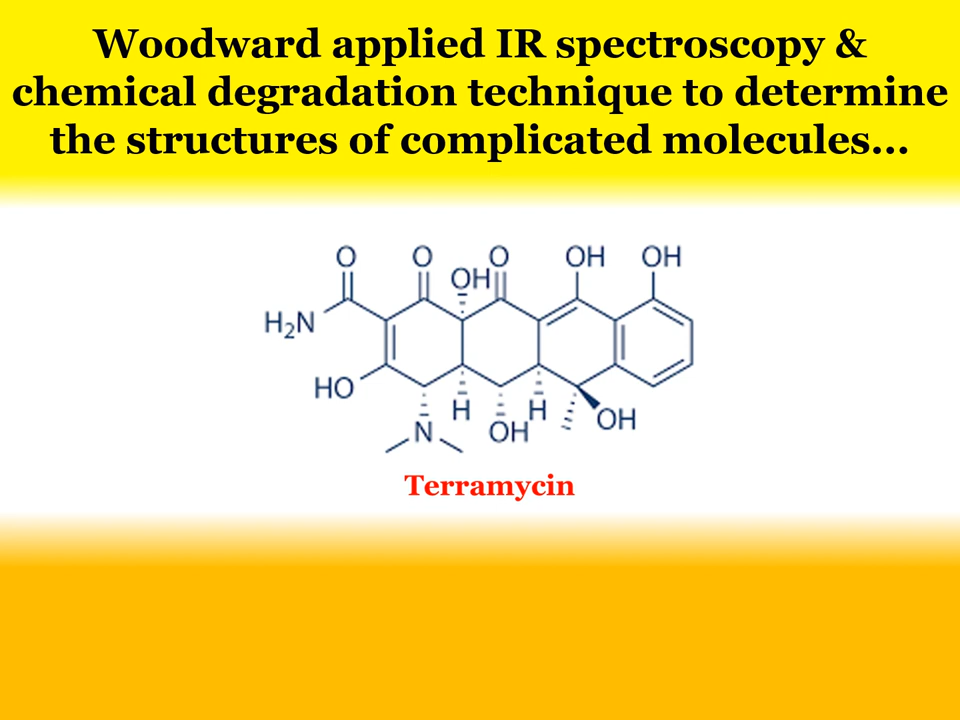 Woodward applied IR spectroscopy &
chemical degradation technique to determine
the structures of complicated molecules...
O O O OH OH
OH
H₂N
HO
H H
N OH OH
Terramycin